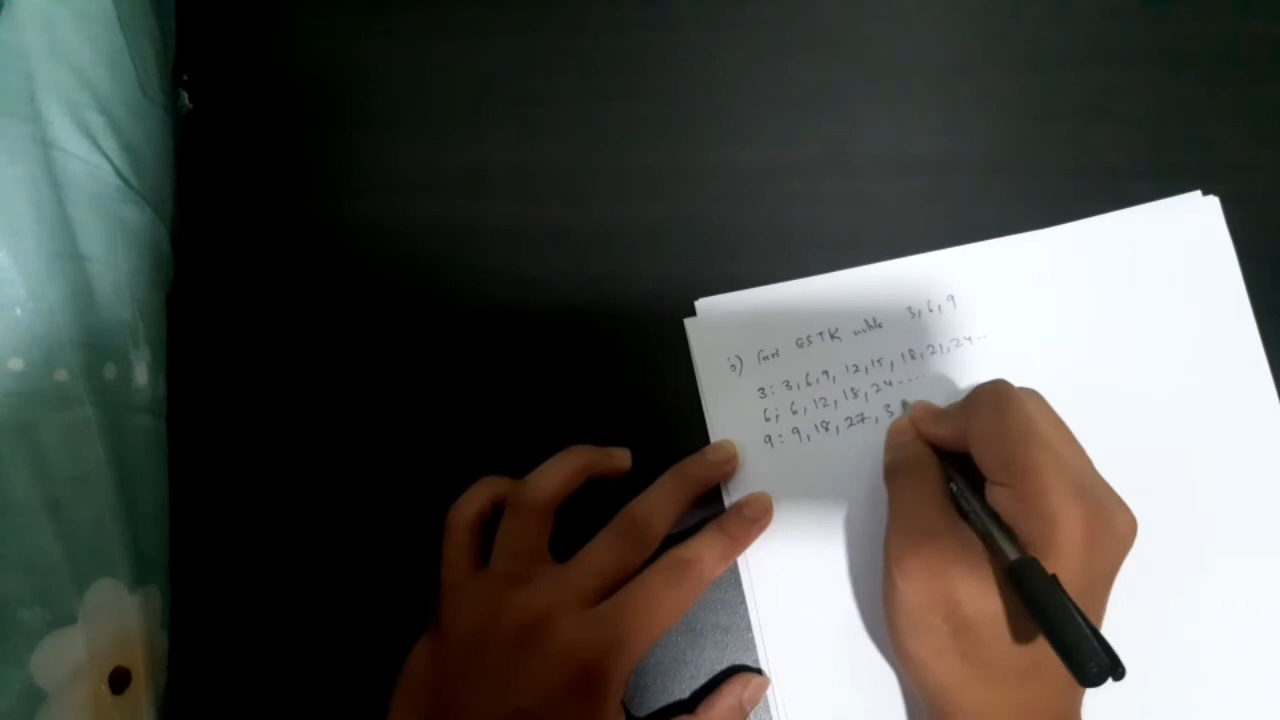 b) Cari GSTK untuk 3, 6, 9
3: 3, 6, 9, 12, 15, 18, 21, 24...
6: 6, 12, 18, 24.....
9: 9, 18, 27, 3